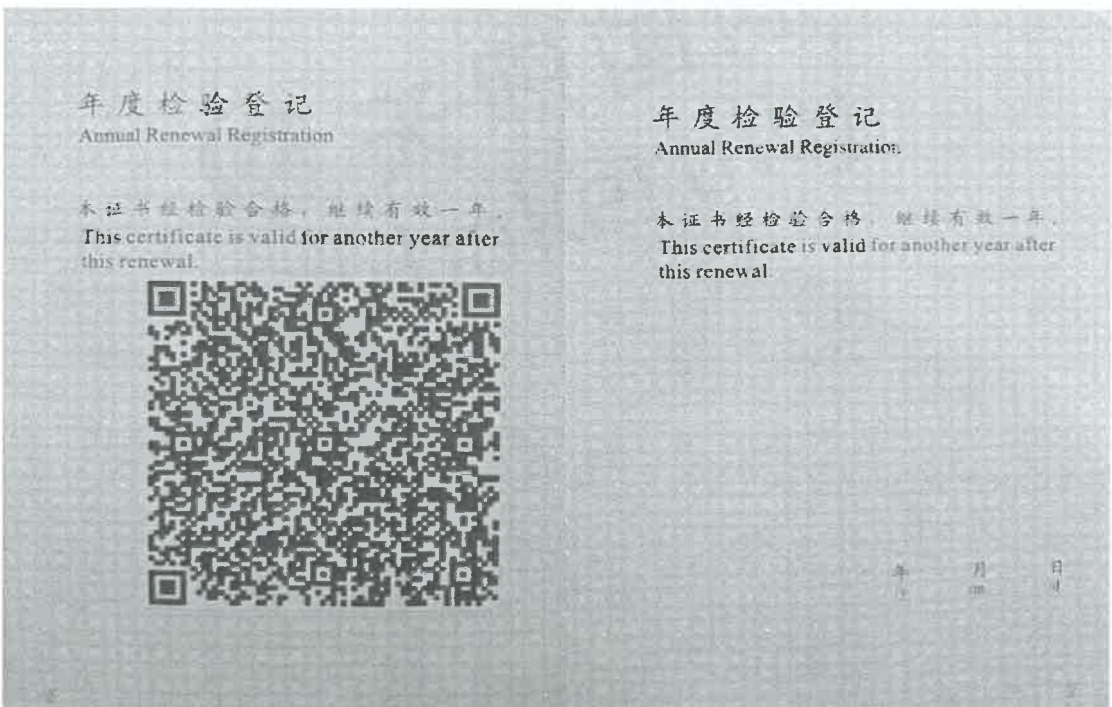 年度检验登记
Annual Renewal Registration
本证书经检验合格，继续有效一年。
This certificate is valid for another year after
this renewal.
年度检验登记
Annual Renewal Registration
本证书经检验合格，继续有效一年。
This certificate is valid for another year after
this renewal
年 月 日